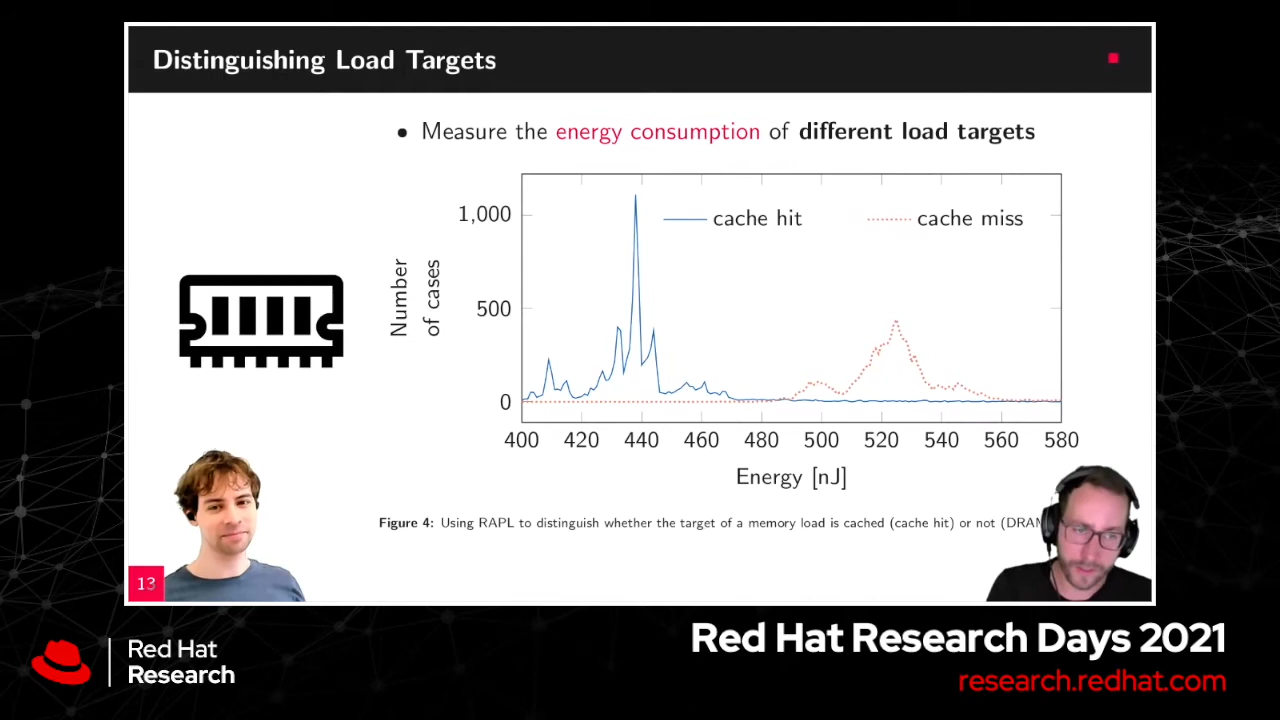 Distinguishing Load Targets
• Measure the energy consumption of different load targets
Number
of cases
1,000
500
0
cache hit
cache miss
400 420 440 460 480 500 520 540 560 580
Energy [nJ]
Figure 4: Using RAPL to distinguish whether the target of a memory load is cached (cache hit) or not (DRAM
13
Red Hat
Research
Red Hat Research Days 2021
research.redhat.com